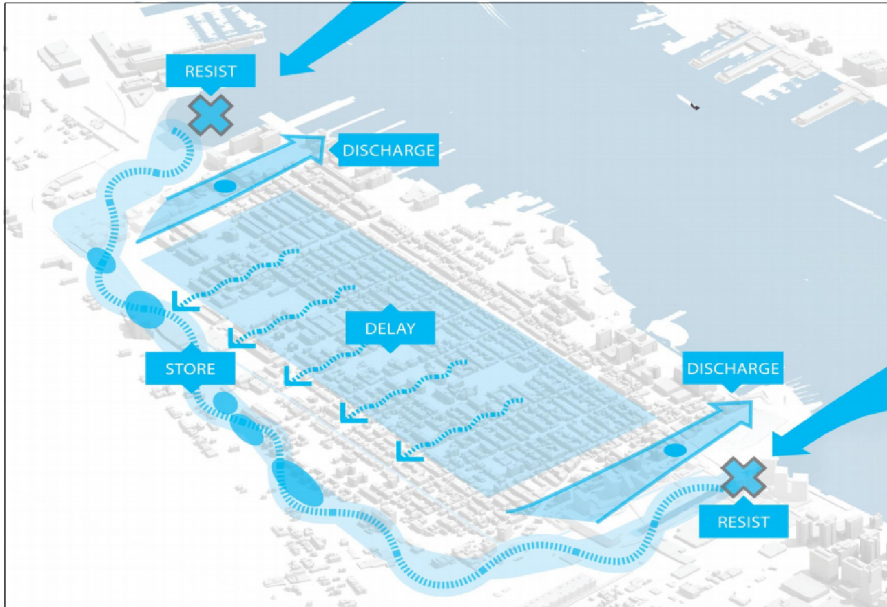 RESIST
DISCHARGE
DELAY
STORE
DISCHARGE
RESIST